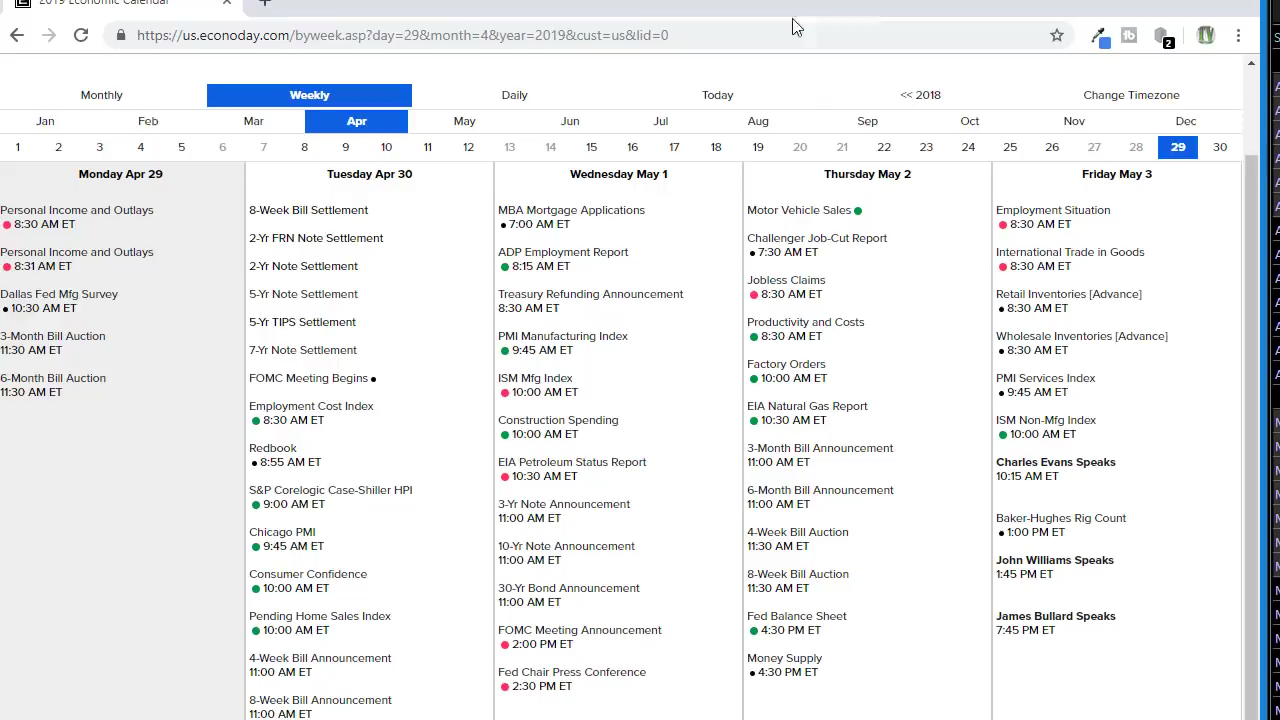 2019 Economic Calendar
https://us.econoday.com/byweek.asp?day=29&month=4&year=2019&cust=us&lid=0
2
Monthly Weekly Daily Today << 2018 Change Timezone
Jan Feb Mar Apr May Jun Jul Aug Sep Oct Nov Dec
1 2 3 4 5 6 7 8 9 10 11 12 13 14 15 16 17 18 19 20 21 22 23 24 25 26 27 28 29 30
Monday Apr 29
Personal Income and Outlays
8:30 AM ET
Personal Income and Outlays
8:31 AM ET
Dallas Fed Mfg Survey
10:30 AM ET
3-Month Bill Auction
11:30 AM ET
6-Month Bill Auction
11:30 AM ET
Tuesday Apr 30
8-Week Bill Settlement
2-Yr FRN Note Settlement
2-Yr Note Settlement
5-Yr Note Settlement
5-Yr TIPS Settlement
7-Yr Note Settlement
FOMC Meeting Begins
Employment Cost Index
8:30 AM ET
Redbook
8:55 AM ET
S&P Corelogic Case-Shiller HPI
9:00 AM ET
Chicago PMI
9:45 AM ET
Consumer Confidence
10:00 AM ET
Pending Home Sales Index
10:00 AM ET
4-Week Bill Announcement
11:00 AM ET
8-Week Bill Announcement
11:00 AM ET
Wednesday May 1
MBA Mortgage Applications
7:00 AM ET
ADP Employment Report
8:15 AM ET
Treasury Refunding Announcement
8:30 AM ET
PMI Manufacturing Index
9:45 AM ET
ISM Mfg Index
10:00 AM ET
Construction Spending
10:00 AM ET
EIA Petroleum Status Report
10:30 AM ET
3-Yr Note Announcement
11:00 AM ET
10-Yr Note Announcement
11:00 AM ET
30-Yr Bond Announcement
11:00 AM ET
FOMC Meeting Announcement
2:00 PM ET
Fed Chair Press Conference
2:30 PM ET
Thursday May 2
Motor Vehicle Sales
Challenger Job-Cut Report
7:30 AM ET
Jobless Claims
8:30 AM ET
Productivity and Costs
8:30 AM ET
Factory Orders
10:00 AM ET
EIA Natural Gas Report
10:30 AM ET
3-Month Bill Announcement
11:00 AM ET
6-Month Bill Announcement
11:00 AM ET
4-Week Bill Auction
11:30 AM ET
8-Week Bill Auction
11:30 AM ET
Fed Balance Sheet
4:30 PM ET
Money Supply
4:30 PM ET
Friday May 3
Employment Situation
8:30 AM ET
International Trade in Goods
8:30 AM ET
Retail Inventories [Advance]
8:30 AM ET
Wholesale Inventories [Advance]
8:30 AM ET
PMI Services Index
9:45 AM ET
ISM Non-Mfg Index
10:00 AM ET
Charles Evans Speaks
10:15 AM ET
Baker-Hughes Rig Count
1:00 PM ET
John Williams Speaks
1:45 PM ET
James Bullard Speaks
7:45 PM ET